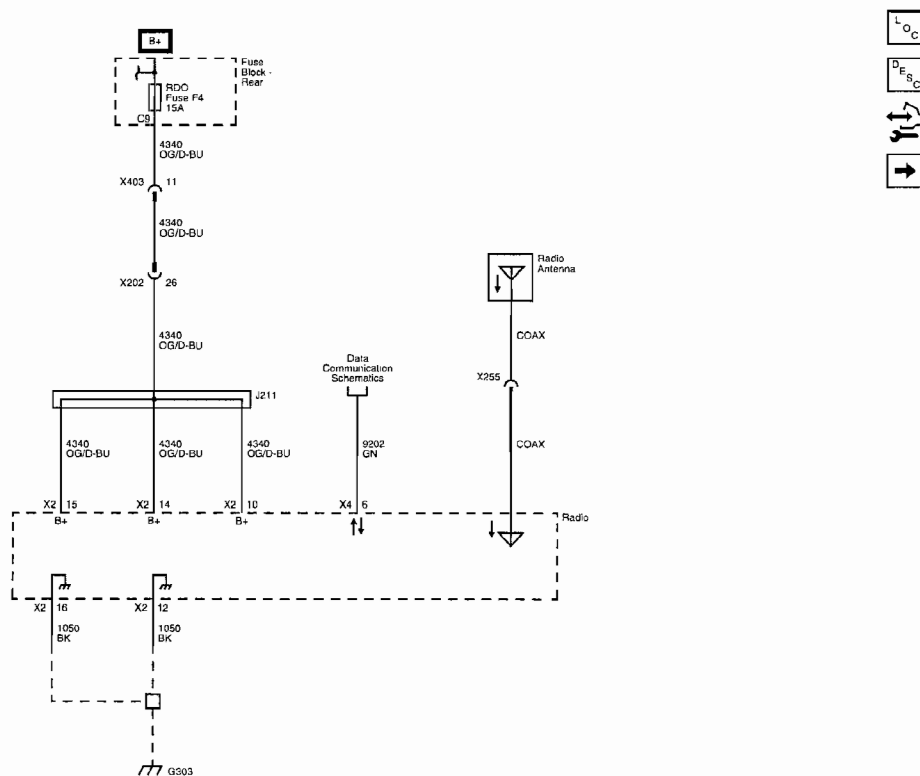 B+
Fuse
Block -
Rear
RDO
Fuse F4
15A
C9
4340
OG/D-BU
X403 11
4340
OG/D-BU
X202 26
4340
OG/D-BU
J211
4340
OG/D-BU
4340
OG/D-BU
4340
OG/D-BU
Data
Communication
Schematics
9202
GN
Radio
Antenna
COAX
X255
COAX
X2 15
X2 14
X2 10
X4 6
B+
B+
B+
Radio
X2 16
X2 12
1050
BK
1050
BK
G303
LOC
DESC